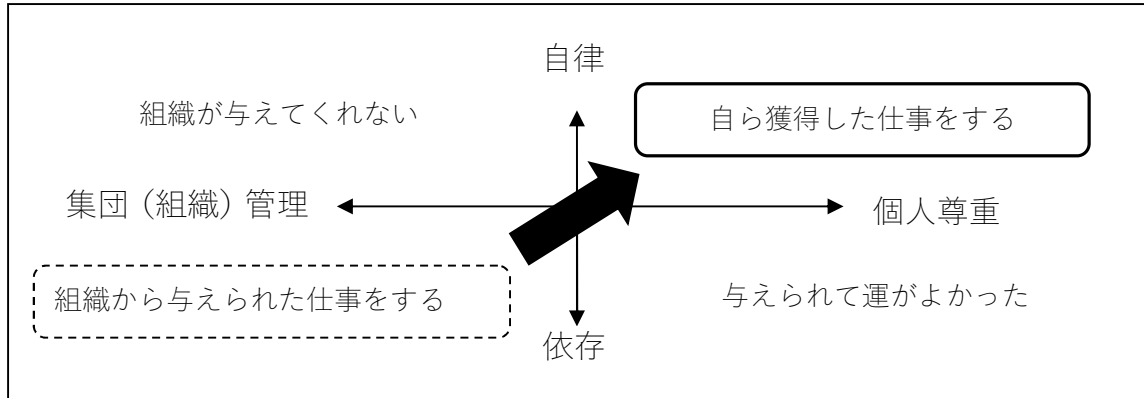 自律
組織が与えてくれない
自ら獲得した仕事をする
集団（組織）管理
個人尊重
組織から与えられた仕事をする
与えられて運がよかった
依存